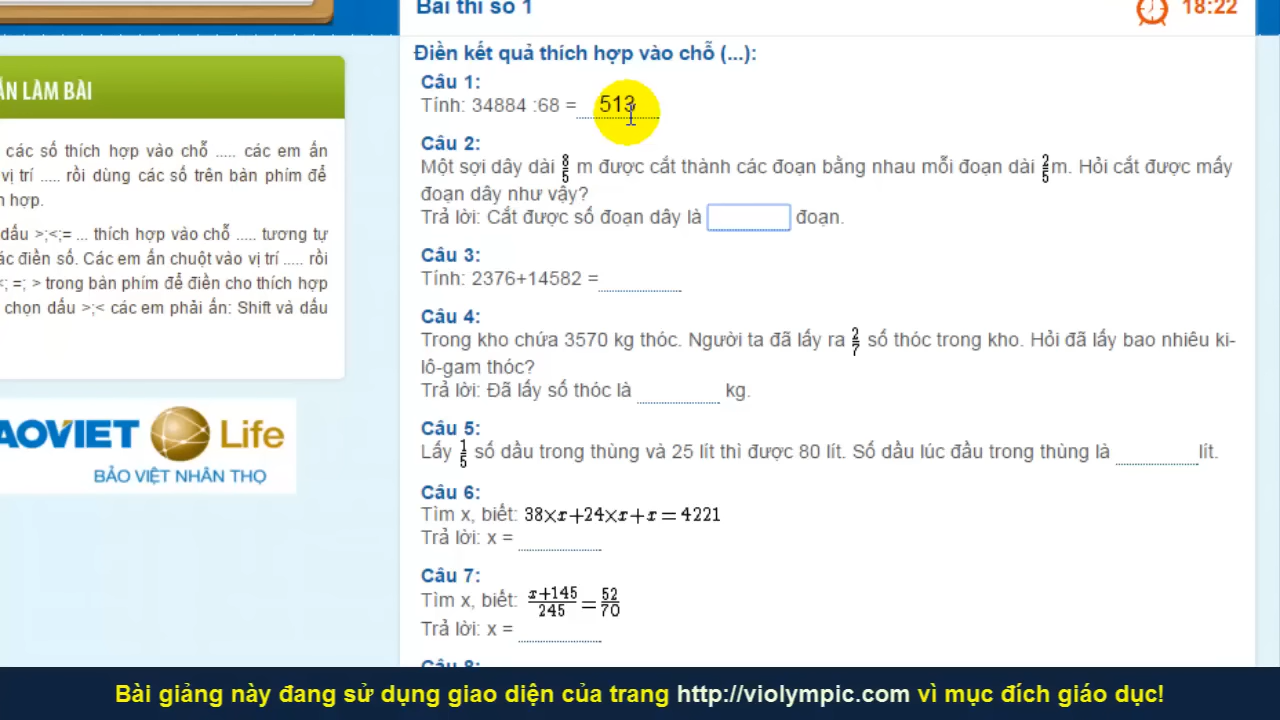 Bài thi số 1
18:22
ẪN LÀM BÀI
các số thích hợp vào chỗ ..... các em ấn
vị trí ..... rồi dùng các số trên bàn phím để
h hợp.
dấu >;<;= ... thích hợp vào chỗ ..... tương tự
ác điền số. Các em ấn chuột vào vị trí ..... rồi
<; =; > trong bàn phím để điền cho thích hợp
chọn dấu >;< các em phải ấn: Shift và dấu
AOVIET Life
BẢO VIỆT NHÂN THỌ
Điền kết quả thích hợp vào chỗ (...):
Câu 1:
Tính: 34884 :68 = 513
Câu 2:
Một sợi dây dài 8/5 m được cắt thành các đoạn bằng nhau mỗi đoạn dài 2/5m. Hỏi cắt được mấy
đoạn dây như vậy?
Trả lời: Cắt được số đoạn dây là đoạn.
Câu 3:
Tính: 2376+14582 =
Câu 4:
Trong kho chứa 3570 kg thóc. Người ta đã lấy ra 2/7 số thóc trong kho. Hỏi đã lấy bao nhiêu ki-
lô-gam thóc?
Trả lời: Đã lấy số thóc là kg.
Câu 5:
Lấy 1/5 số dầu trong thùng và 25 lít thì được 80 lít. Số dầu lúc đầu trong thùng là lít.
Câu 6:
Tìm x, biết: 38×x+24×x+x=4221
Trả lời: x =
Câu 7:
Tìm x, biết: (x+145)/245 = 52/70
Trả lời: x =
Bài giảng này đang sử dụng giao diện của trang http://violympic.com vì mục đích giáo dục!